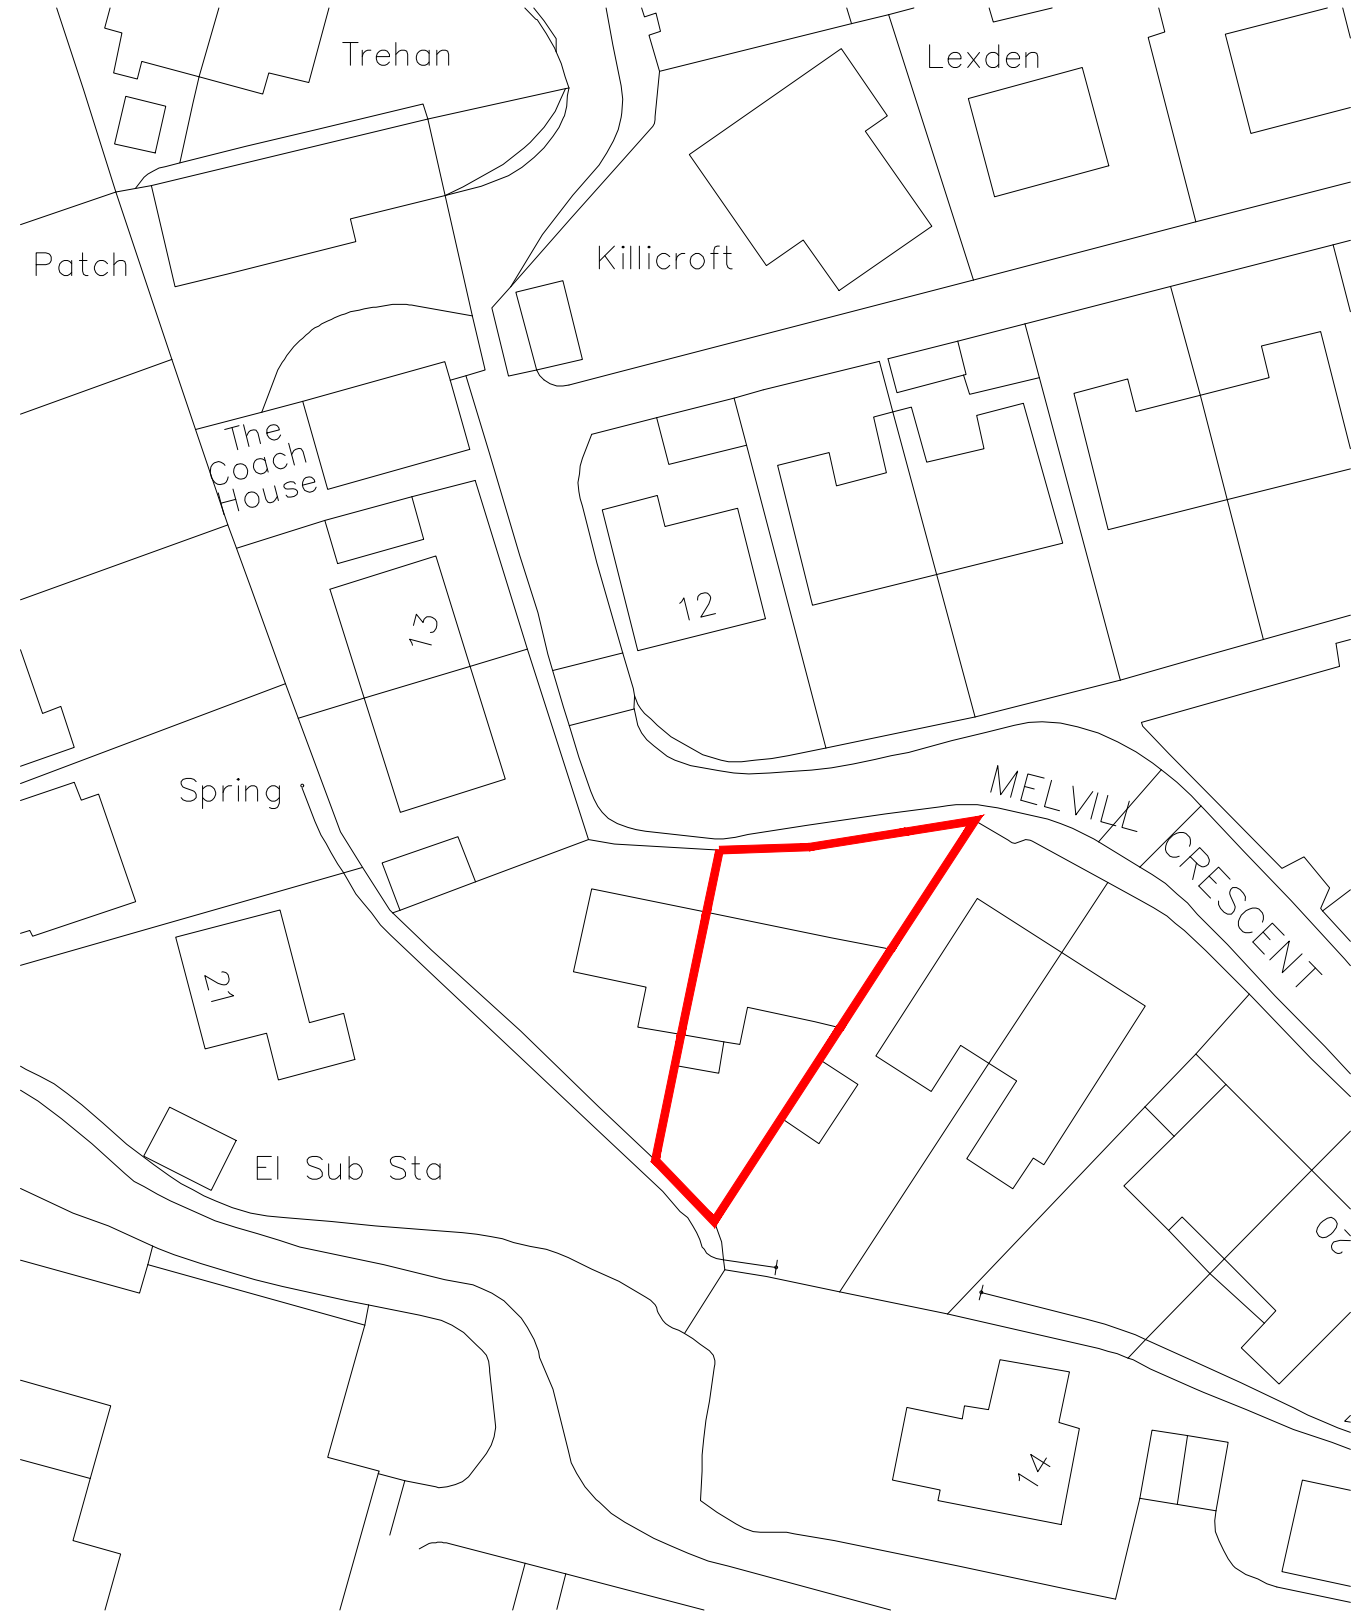 Trehan
Lexden
Patch
Killicroft
The
Coach
House
12
13
Spring
MELVILL CRESCENT
21
El Sub Sta
20
14